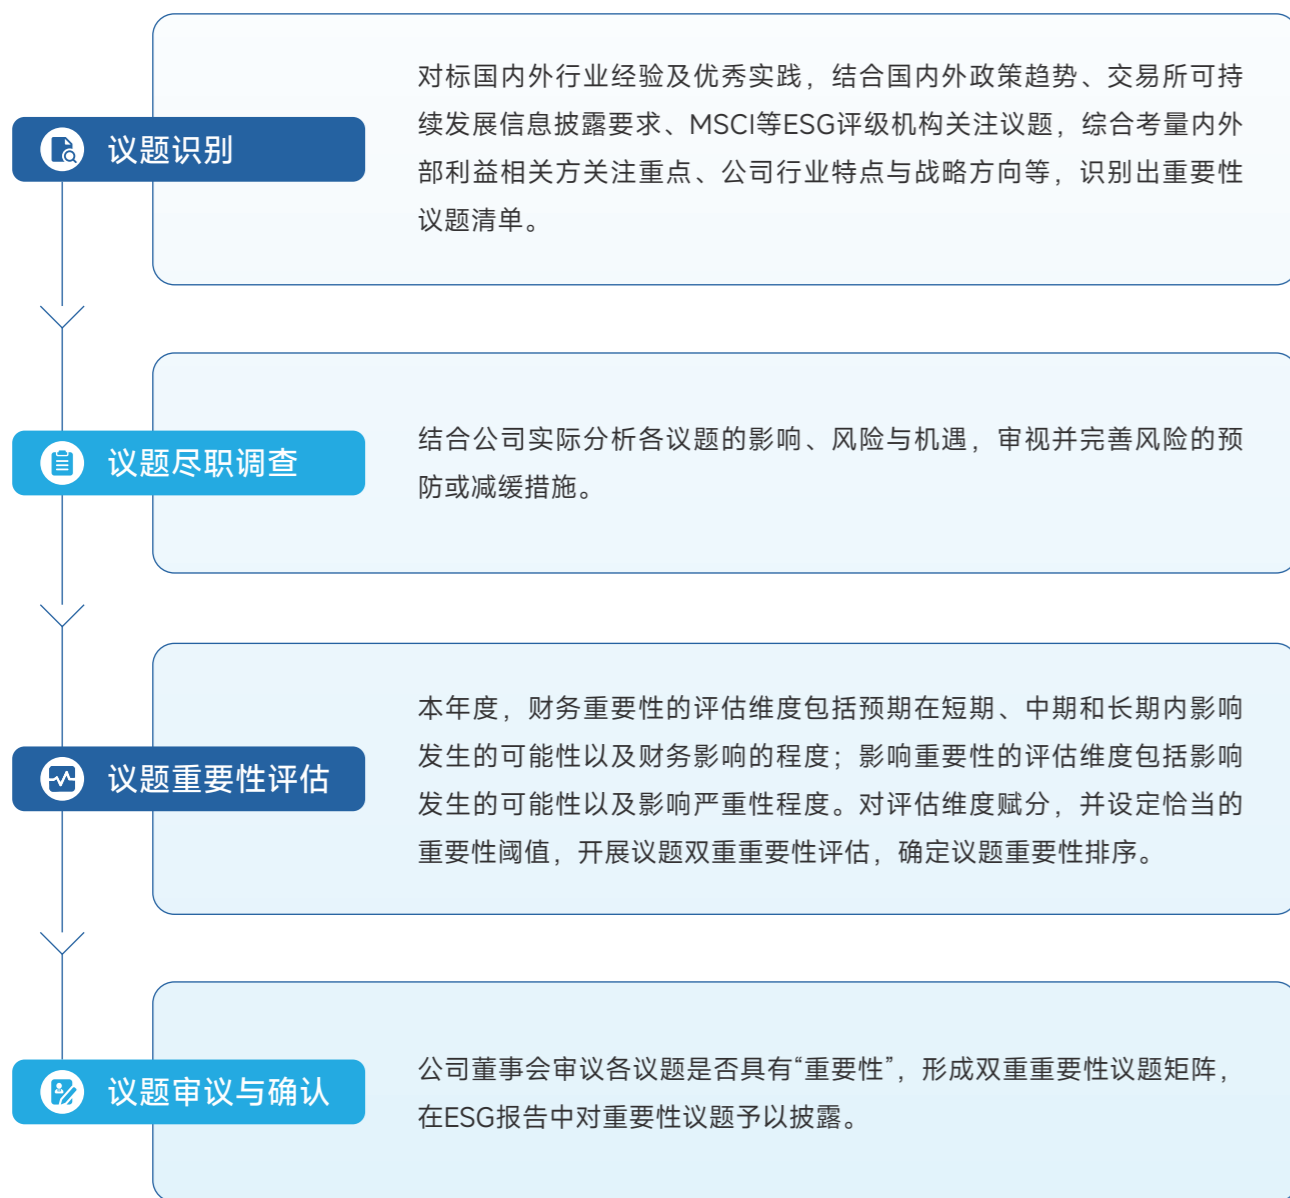 议题识别
对标国内外行业经验及优秀实践，结合国内外政策趋势、交易所可持
续发展信息披露要求、MSCI等ESG评级机构关注议题，综合考量内外
部利益相关方关注重点、公司行业特点与战略方向等，识别出重要性
议题清单。
议题尽职调查
结合公司实际分析各议题的影响、风险与机遇，审视并完善风险的预
防或减缓措施。
议题重要性评估
本年度，财务重要性的评估维度包括预期在短期、中期和长期内影响
发生的可能性以及财务影响的程度；影响重要性的评估维度包括影响
发生的可能性以及影响严重性程度。对评估维度赋分，并设定恰当的
重要性阈值，开展议题双重重要性评估，确定议题重要性排序。
议题审议与确认
公司董事会审议各议题是否具有“重要性”，形成双重重要性议题矩阵，
在ESG报告中对重要性议题予以披露。